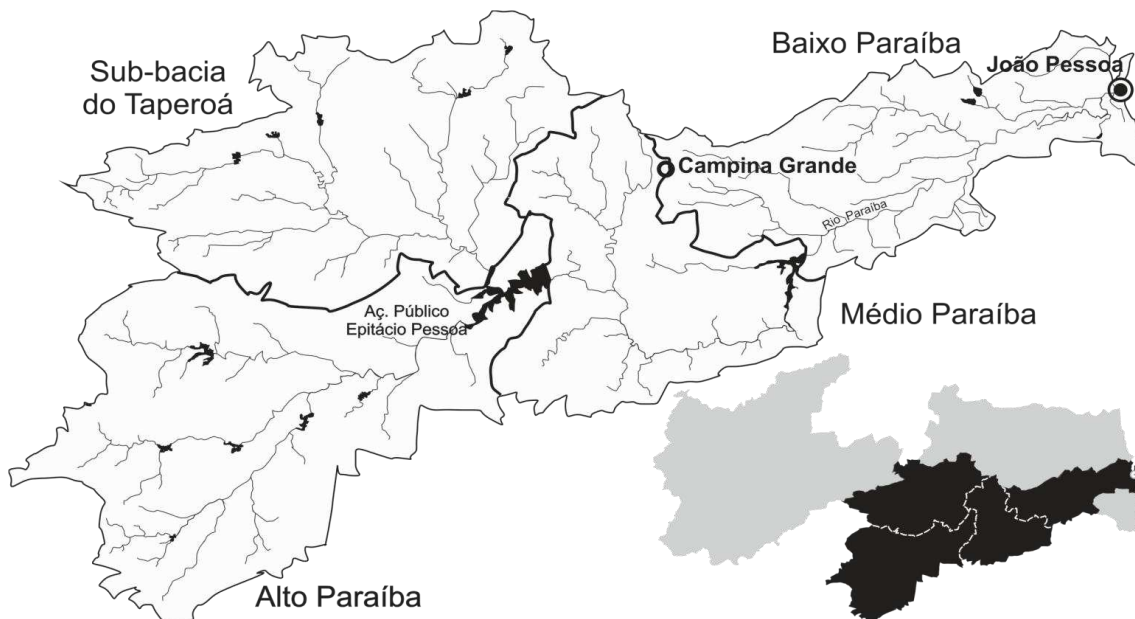 Baixo Paraíba
João Pessoa
Sub-bacia
do Taperoá
Campina Grande
Rio Paraíba
Aç. Público
Epitácio Pessoa
Médio Paraíba
Alto Paraíba